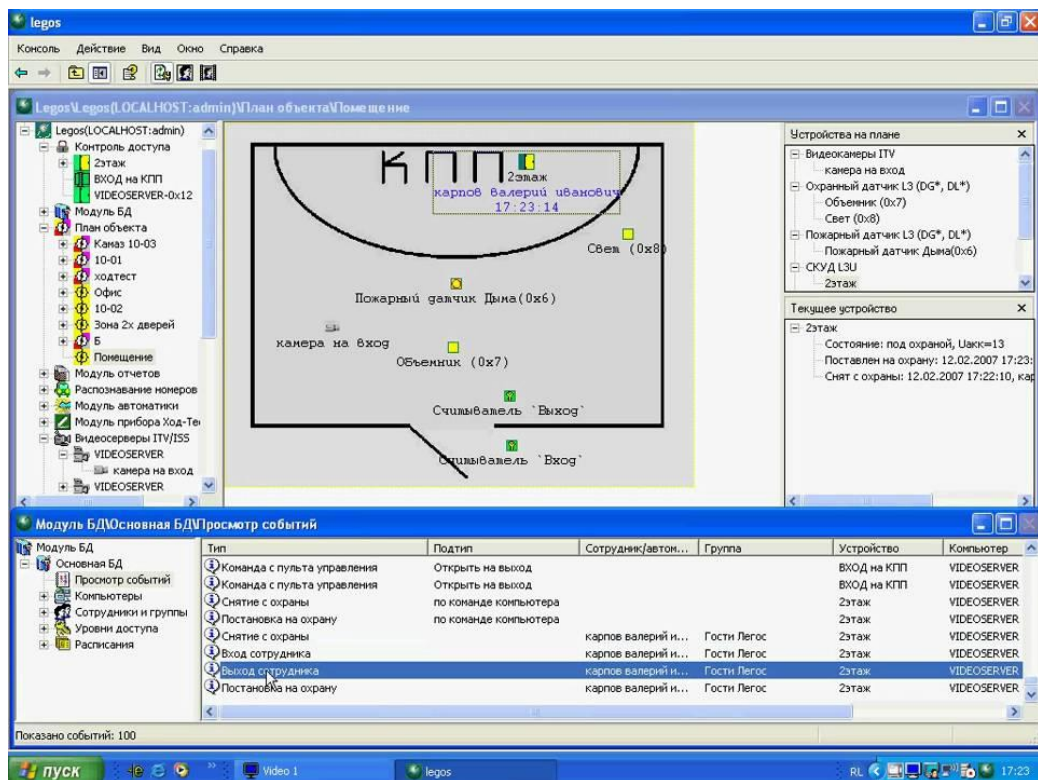 legos
Консоль Действие Вид Окно Справка
Legos\Legos(LOCALHOST:admin)\План объекта\Помещение
Legos(LOCALHOST:admin)
Контроль доступа
2этаж
ВХОД на КПП
VIDEOSERVER-0x12
Модуль БД
План объекта
Камаз 10-03
10-01
ходтест
Офис
10-02
Зона 2х дверей
Б
Помещение
Модуль отчетов
Распознавание номеров
Модуль автоматики
Модуль прибора Ход-Те
Видеосерверы ITV/ISS
VIDEOSERVER
камера на вход
VIDEOSERVER
КПП
2этаж
карпов валерий иванович
17:23:14
Свет (0x8)
Пожарный датчик Дыма(0x6)
камера на вход
Объемник (0x7)
Считыватель `Выход`
Считыватель `Вход`
Устройства на плане
Видеокамеры ITV
камера на вход
Охранный датчик L3 (DG*, DL*)
Объемник (0x7)
Свет (0x8)
Пожарный датчик L3 (DG*, DL*)
Пожарный датчик Дыма(0x6)
СКУД L3U
2этаж
Текущее устройство
2этаж
Состояние: под охраной, Uакк=13
Поставлен на охрану: 12.02.2007 17:23:
Снят с охраны: 12.02.2007 17:22:10, кар
Модуль БД\Основная БД\Просмотр событий
Модуль БД
Основная БД
Просмотр событий
Компьютеры
Сотрудники и группы
Уровни доступа
Расписания
Тип Подтип Сотрудник/автом... Группа Устройство Компьютер
Команда с пульта управления Открыть на выход ВХОД на КПП VIDEOSERVER
Команда с пульта управления Открыть на выход ВХОД на КПП VIDEOSERVER
Снятие с охраны по команде компьютера 2этаж VIDEOSERVER
Постановка на охрану по команде компьютера 2этаж VIDEOSERVER
Снятие с охраны карпов валерий и... Гости Легос 2этаж VIDEOSERVER
Вход сотрудника карпов валерий и... Гости Легос 2этаж VIDEOSERVER
Выход сотрудника карпов валерий и... Гости Легос 2этаж VIDEOSERVER
Постановка на охрану карпов валерий и... Гости Легос 2этаж VIDEOSERVER
Показано событий: 100
пуск Video 1 legos RL 17:23